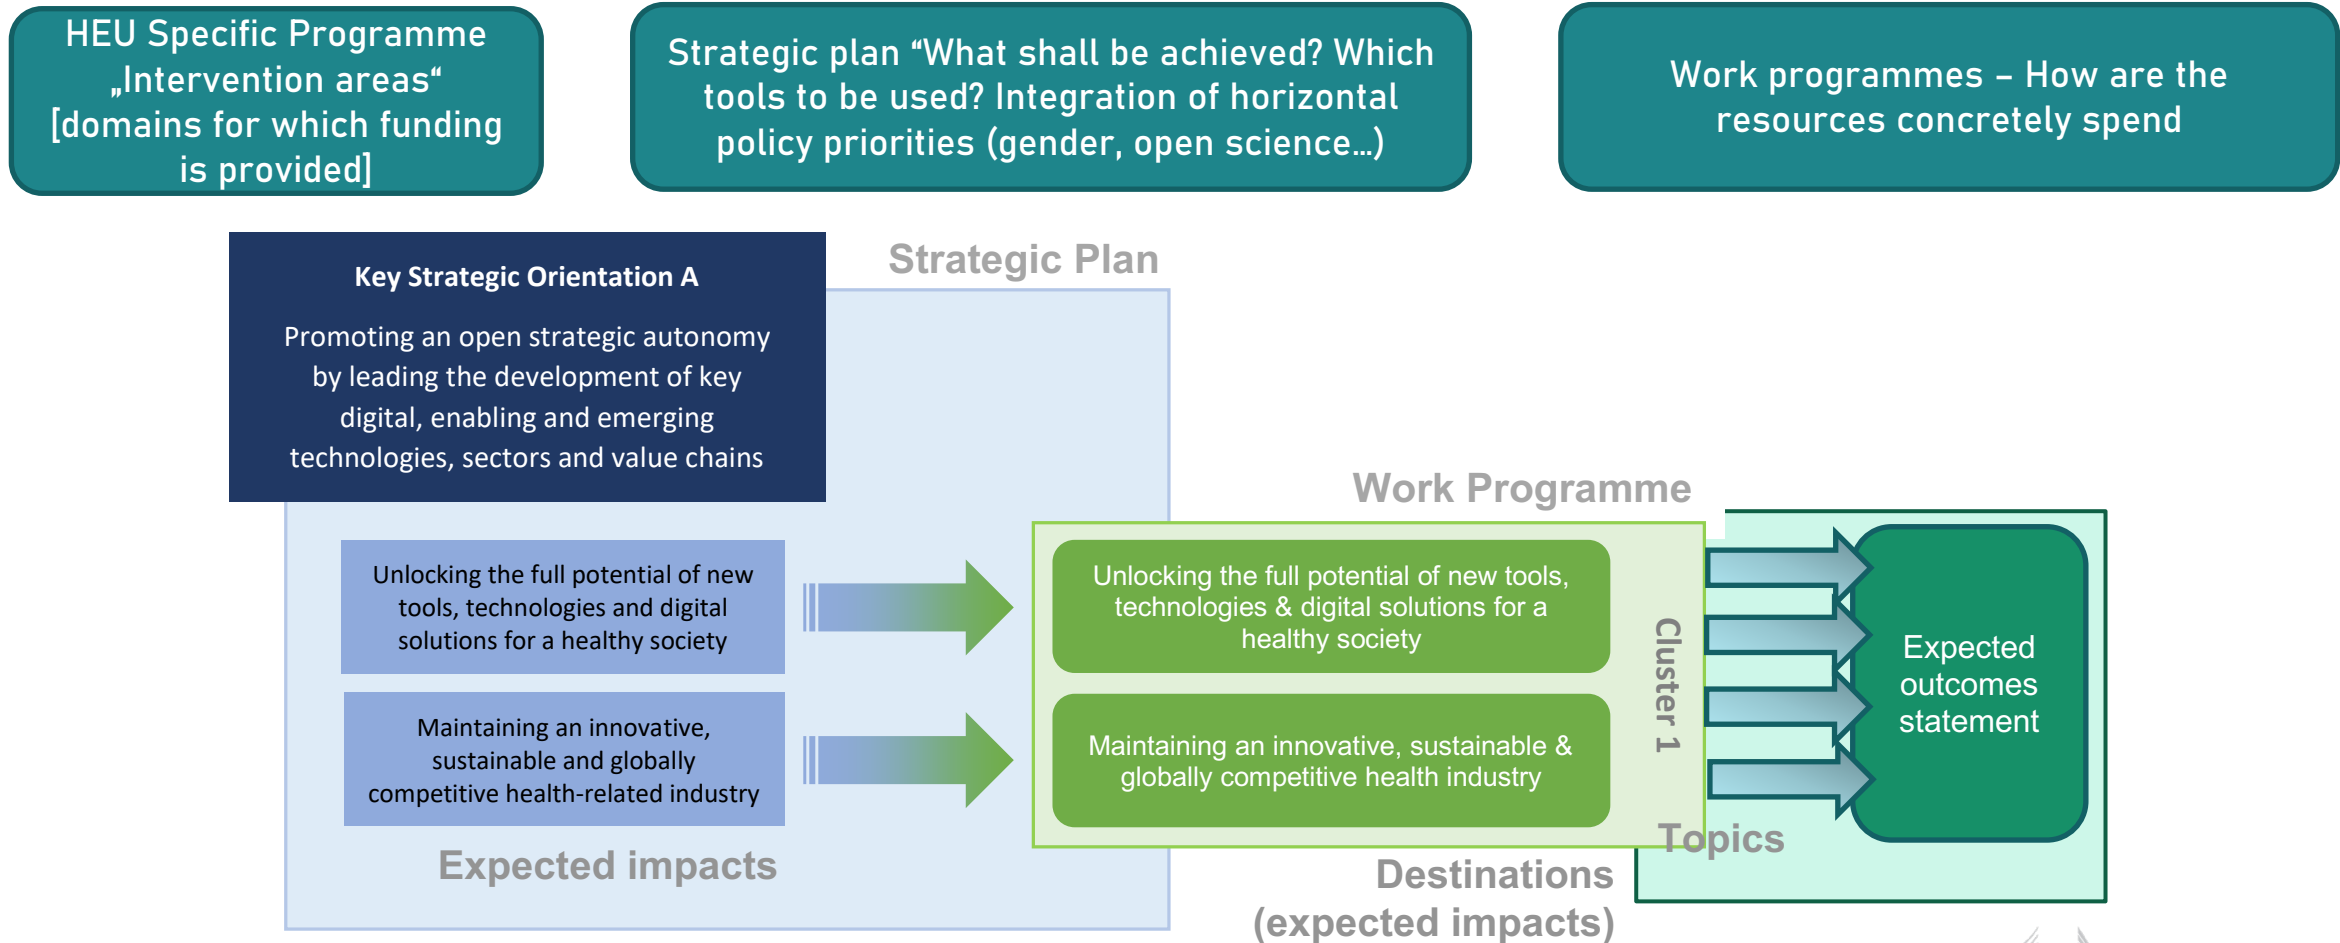 HEU Specific Programme
„Intervention areas“
[domains for which funding
is provided]
Strategic plan “What shall be achieved? Which
tools to be used? Integration of horizontal
policy priorities (gender, open science…)
Work programmes – How are the
resources concretely spend
Key Strategic Orientation A
Promoting an open strategic autonomy
by leading the development of key
digital, enabling and emerging
technologies, sectors and value chains
Strategic Plan
Work Programme
Unlocking the full potential of new
tools, technologies and digital
solutions for a healthy society
Maintaining an innovative,
sustainable and globally
competitive health-related industry
Expected impacts
Unlocking the full potential of new tools,
technologies & digital solutions for a
healthy society
Maintaining an innovative, sustainable &
globally competitive health industry
Cluster 1
Destinations
(expected impacts)
Topics
Expected
outcomes
statement